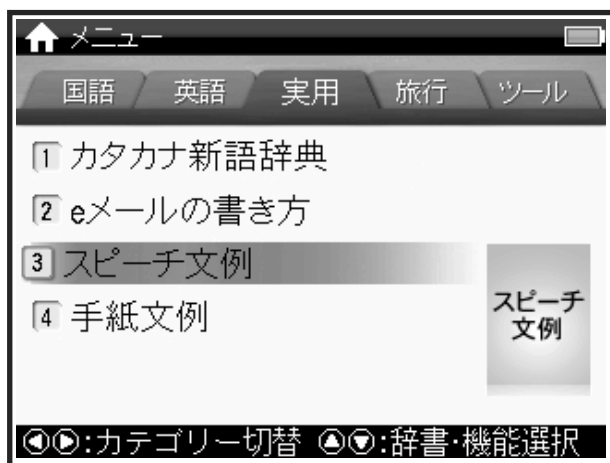 メニュー
国語 英語 実用 旅行 ツール
1 カタカナ新語辞典
2 eメールの書き方
3 スピーチ文例
4 手紙文例
スピーチ
文例
◀▶:カテゴリー切替 ▲▼:辞書・機能選択